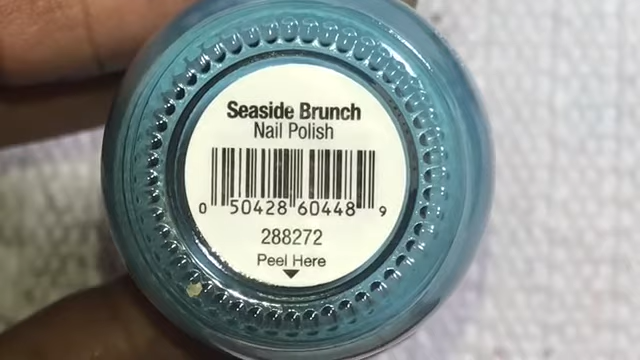 Seaside Brunch
Nail Polish
0 50428 60448 9
288272
Peel Here